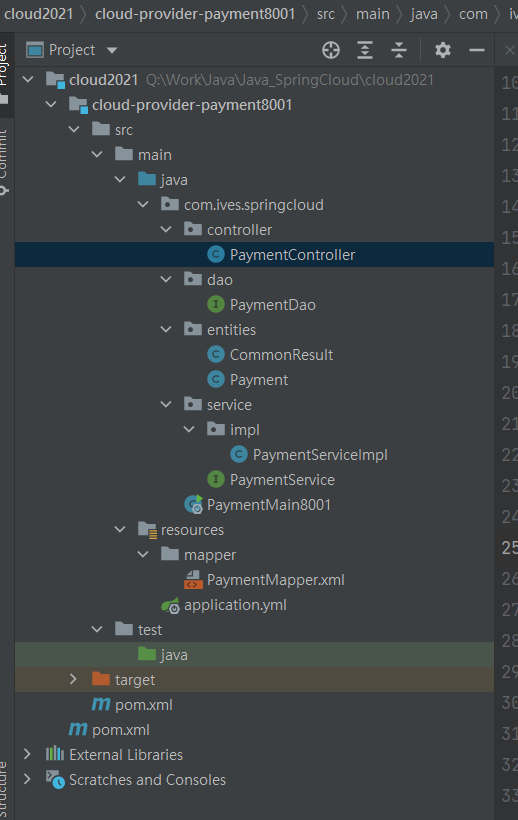 cloud2021 〉 cloud-provider-payment8001 〉 src 〉 main 〉 java 〉 com 〉 iv
Project
Commit
Structure
Project
cloud2021 Q:\Work\Java\Java_SpringCloud\cloud2021
cloud-provider-payment8001
src
main
java
com.ives.springcloud
controller
PaymentController
dao
PaymentDao
entities
CommonResult
Payment
service
impl
PaymentServiceImpl
PaymentService
PaymentMain8001
resources
mapper
PaymentMapper.xml
application.yml
test
java
target
pom.xml
pom.xml
External Libraries
Scratches and Consoles
10
11
12
13
14
15
16
17
18
19
20
21
22
23
24
25
26
27
28
29
30
31
32
33